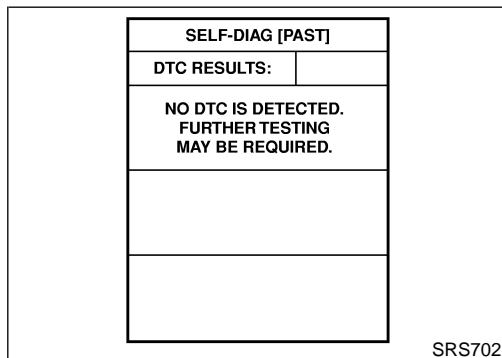 SELF-DIAG [PAST]
DTC RESULTS:
NO DTC IS DETECTED.
FURTHER TESTING
MAY BE REQUIRED.
SRS702